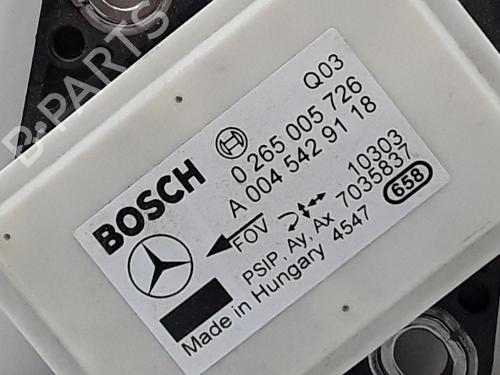 B-PARTS
Q03
BOSCH
0 265 005 726
A 004 542 91 18
FOV
10303
PSIP, Ay, Ax 7035837
658
Made in Hungary 4547